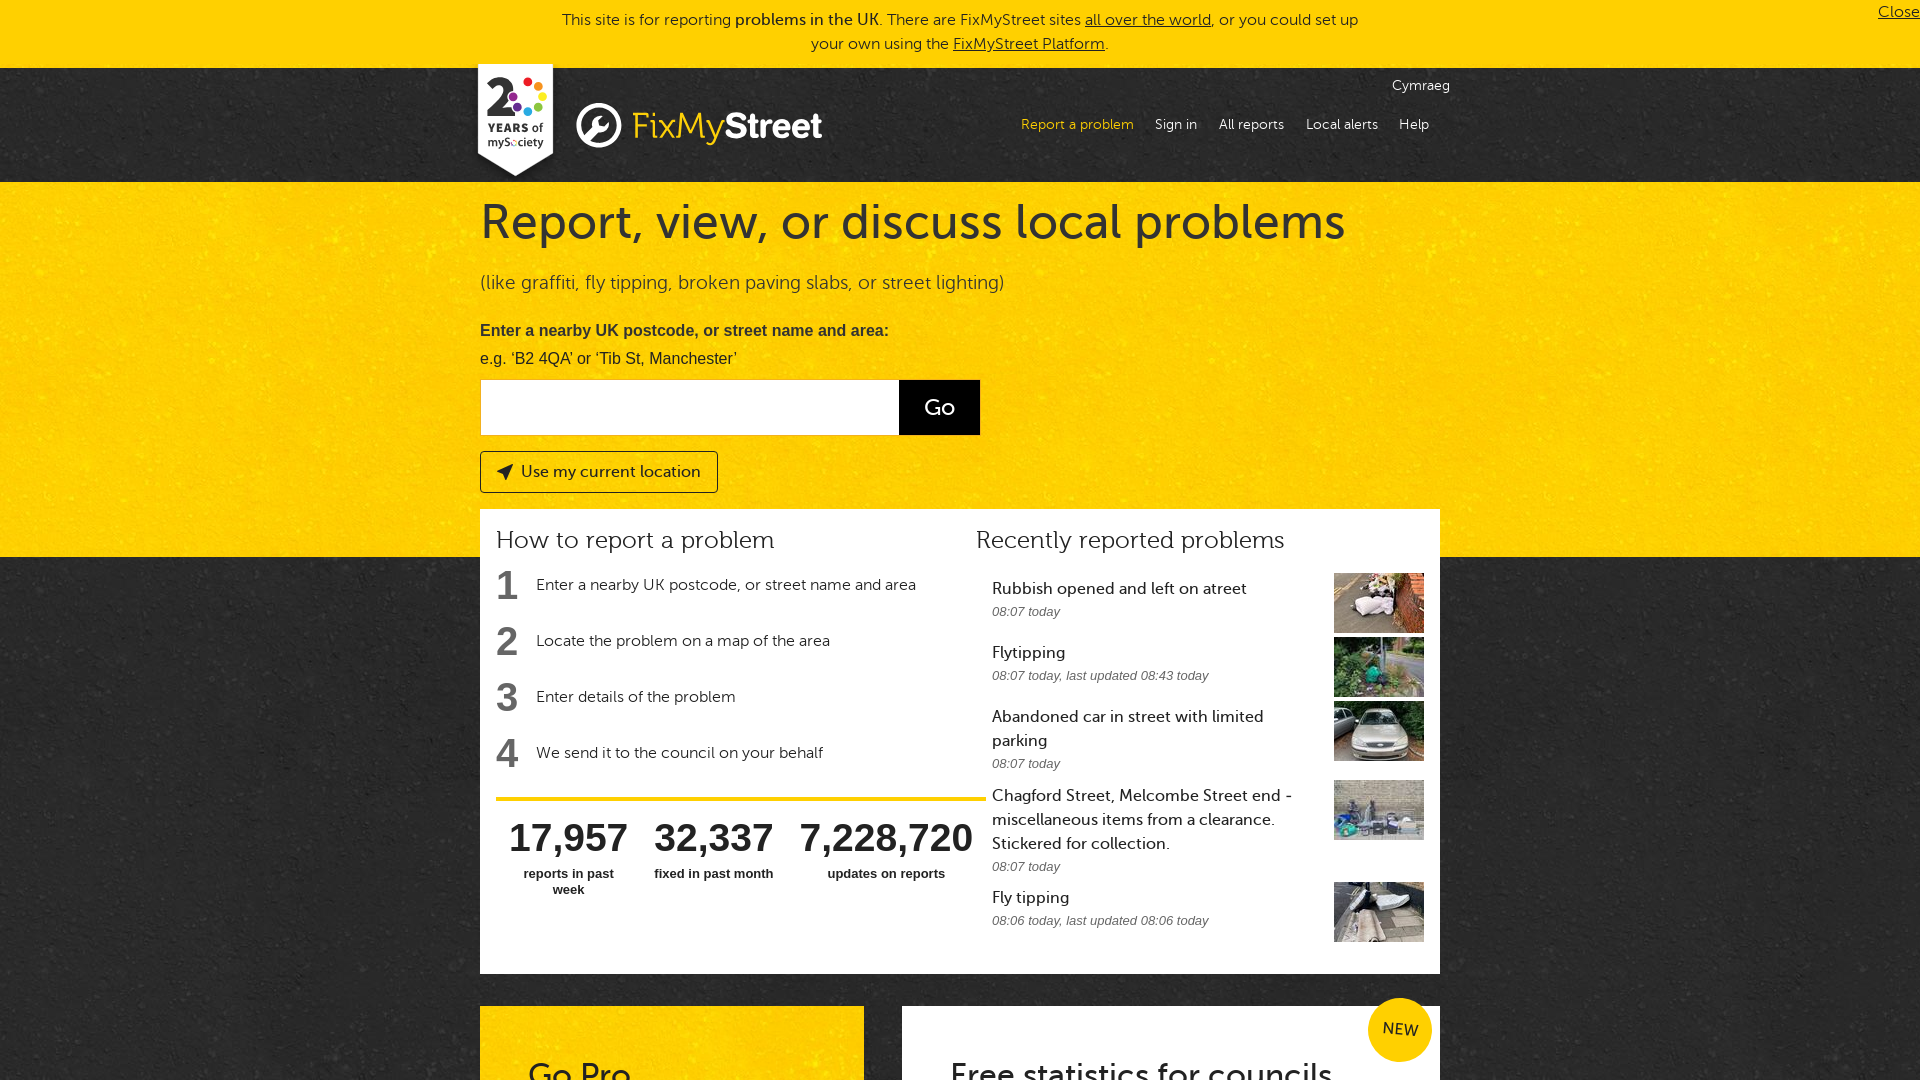 This site is for reporting problems in the UK. There are FixMyStreet sites all over the world, or you could set up
your own using the FixMyStreet Platform.
Close
20
YEARS of
mySociety
FixMyStreet
Cymraeg
Report a problem
Sign in
All reports
Local alerts
Help
Report, view, or discuss local problems
(like graffiti, fly tipping, broken paving slabs, or street lighting)
Enter a nearby UK postcode, or street name and area:
e.g. ‘B2 4QA’ or ‘Tib St, Manchester’
Go
Use my current location
How to report a problem
1 Enter a nearby UK postcode, or street name and area
2 Locate the problem on a map of the area
3 Enter details of the problem
4 We send it to the council on your behalf
17,957
reports in past
week
32,337
fixed in past month
7,228,720
updates on reports
Recently reported problems
Rubbish opened and left on atreet
08:07 today
Flytipping
08:07 today, last updated 08:43 today
Abandoned car in street with limited
parking
08:07 today
Chagford Street, Melcombe Street end -
miscellaneous items from a clearance.
Stickered for collection.
08:07 today
Fly tipping
08:06 today, last updated 08:06 today
Go Pro
NEW
Free statistics for councils